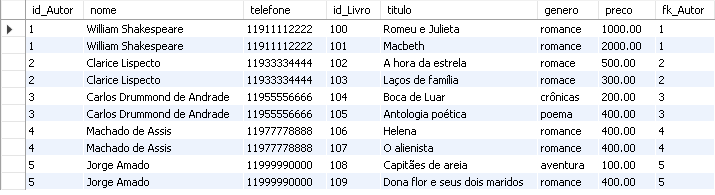 id_Autor nome telefone id_Livro titulo genero preco fk_Autor
1 William Shakespeare 11911112222 100 Romeu e Julieta romance 1000.00 1
1 William Shakespeare 11911112222 101 Macbeth romance 2000.00 1
2 Clarice Lispecto 11933334444 102 A hora da estrela romance 500.00 2
2 Clarice Lispecto 11933334444 103 Laços de família romace 300.00 2
3 Carlos Drummond de Andrade 11955556666 104 Boca de Luar crônicas 200.00 3
3 Carlos Drummond de Andrade 11955556666 105 Antologia poética poema 400.00 3
4 Machado de Assis 11977778888 106 Helena romance 400.00 4
4 Machado de Assis 11977778888 107 O alienista romance 400.00 4
5 Jorge Amado 11999990000 108 Capitães de areia aventura 100.00 5
5 Jorge Amado 11999990000 109 Dona flor e seus dois maridos romance 400.00 5